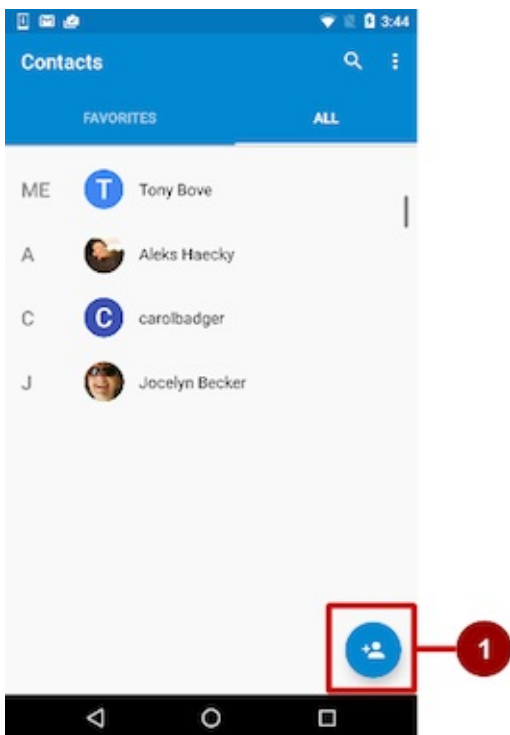 3:44
Contacts
FAVORITES ALL
ME T Tony Bove
A Aleks Haecky
C C carolbadger
J Jocelyn Becker
1